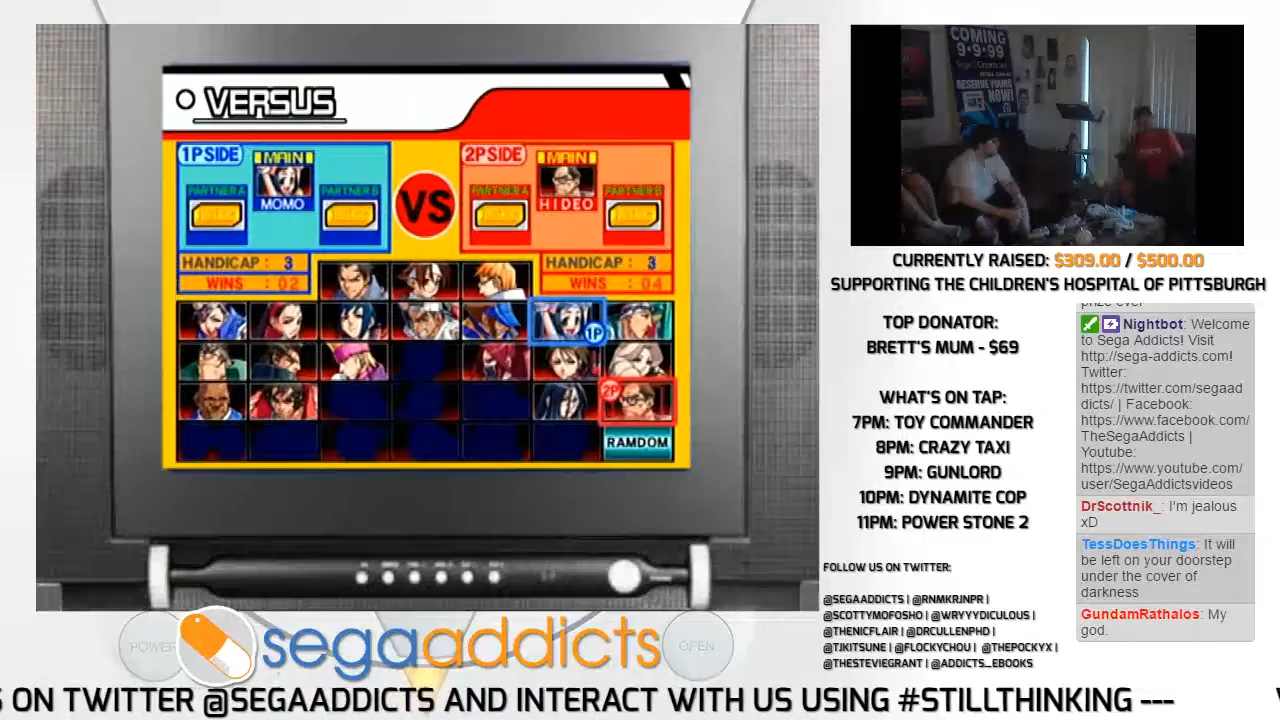 VERSUS
1P SIDE
MAIN
PARTNER A
PARTNER B
MOMO
VS
2P SIDE
MAIN
PARTNER A
PARTNER B
HIDEO
HANDICAP : 3
WINS : 02
HANDICAP : 3
WINS : 04
1P
2P
RAMDOM
POWER
segaaddicts
OPEN
COMING
9·9·99
RESERVE YOURS
NOW!
CURRENTLY RAISED: $309.00 / $500.00
SUPPORTING THE CHILDREN'S HOSPITAL OF PITTSBURGH
TOP DONATOR:
BRETT'S MUM - $69
WHAT'S ON TAP:
7PM: TOY COMMANDER
8PM: CRAZY TAXI
9PM: GUNLORD
10PM: DYNAMITE COP
11PM: POWER STONE 2
FOLLOW US ON TWITTER:
@SEGAADDICTS | @RNMKRJNPR |
@SCOTTYMOFOSHO | @WRYYYDICULOUS |
@THENICFLAIR | @DRCULLENPHD |
@TJKITSUNE | @FLOCKYCHOU | @THEPOCKYX |
@THESTEVIEGRANT | @ADDICTS_EBOOKS
prize ever
Nightbot: Welcome
to Sega Addicts! Visit
http://sega-addicts.com!
Twitter:
https://twitter.com/segaad
dicts/ | Facebook:
https://www.facebook.com/
TheSegaAddicts |
Youtube:
https://www.youtube.com/
user/SegaAddictsvideos
DrScottnik_: I'm jealous
xD
TessDoesThings: It will
be left on your doorstep
under the cover of
darkness
GundamRathalos: My
god.
S ON TWITTER @SEGAADDICTS AND INTERACT WITH US USING #STILLTHINKING ---